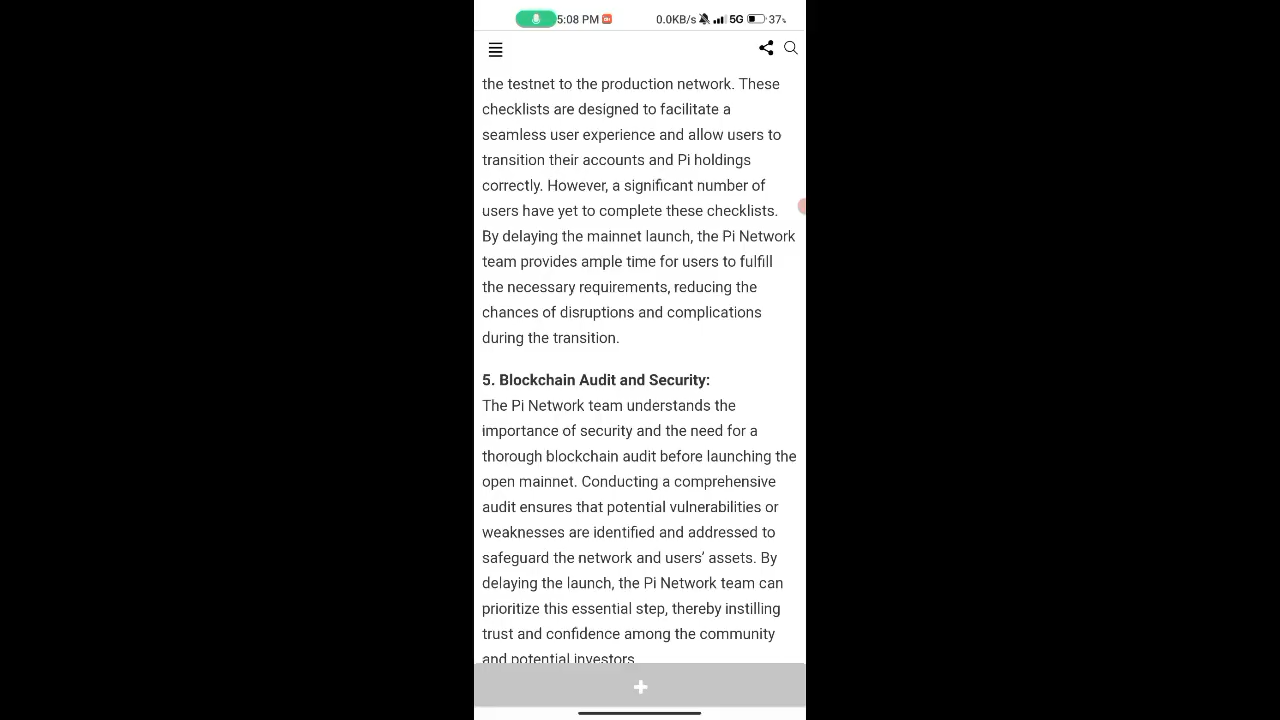 5:08 PM 0.0KB/s 5G 37%
the testnet to the production network. These
checklists are designed to facilitate a
seamless user experience and allow users to
transition their accounts and Pi holdings
correctly. However, a significant number of
users have yet to complete these checklists.
By delaying the mainnet launch, the Pi Network
team provides ample time for users to fulfill
the necessary requirements, reducing the
chances of disruptions and complications
during the transition.
5. Blockchain Audit and Security:
The Pi Network team understands the
importance of security and the need for a
thorough blockchain audit before launching the
open mainnet. Conducting a comprehensive
audit ensures that potential vulnerabilities or
weaknesses are identified and addressed to
safeguard the network and users’ assets. By
delaying the launch, the Pi Network team can
prioritize this essential step, thereby instilling
trust and confidence among the community
and potential investors.